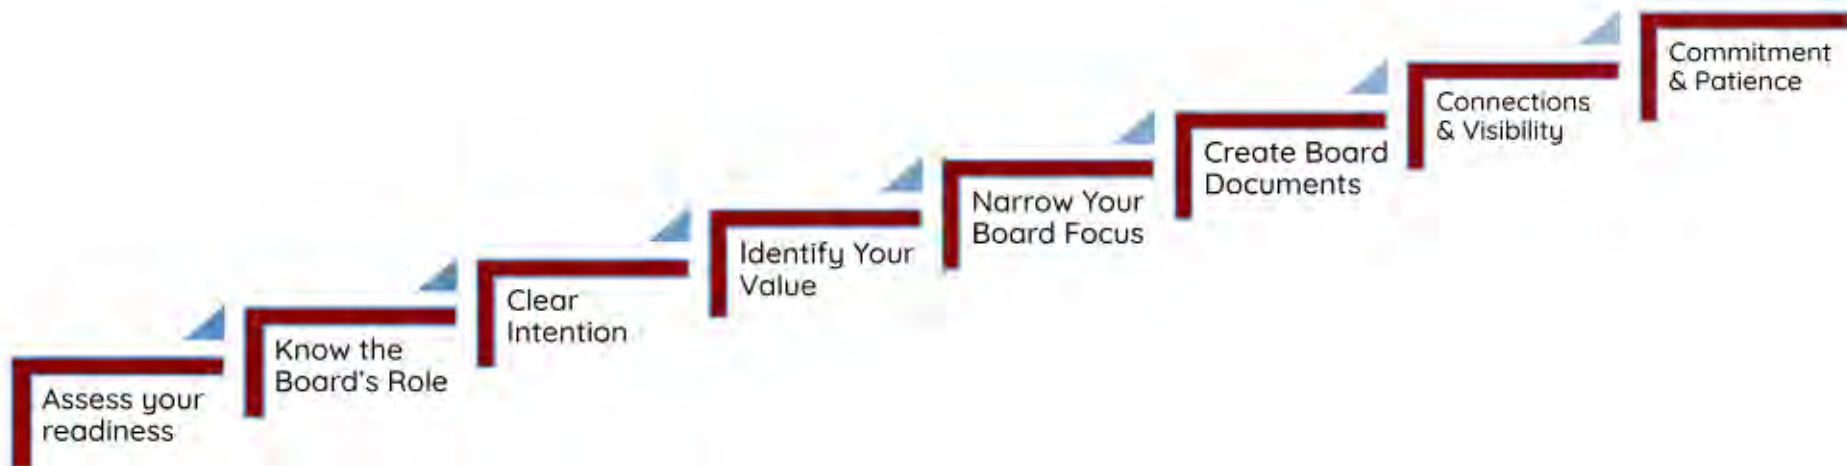 Assess your
readiness
Know the
Board's Role
Clear
Intention
Identify Your
Value
Narrow Your
Board Focus
Create Board
Documents
Connections
& Visibility
Commitment
& Patience